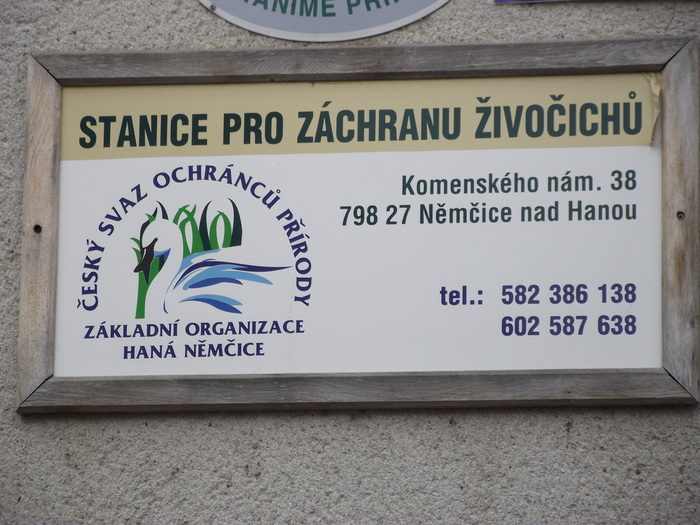 STANICE PRO ZÁCHRANU ŽIVOČICHŮ
ČESKÝ SVAZ OCHRÁNCŮ PŘÍRODY
ZÁKLADNÍ ORGANIZACE
HANÁ NĚMČICE
Komenského nám. 38
798 27 Němčice nad Hanou
tel.: 582 386 138
602 587 638